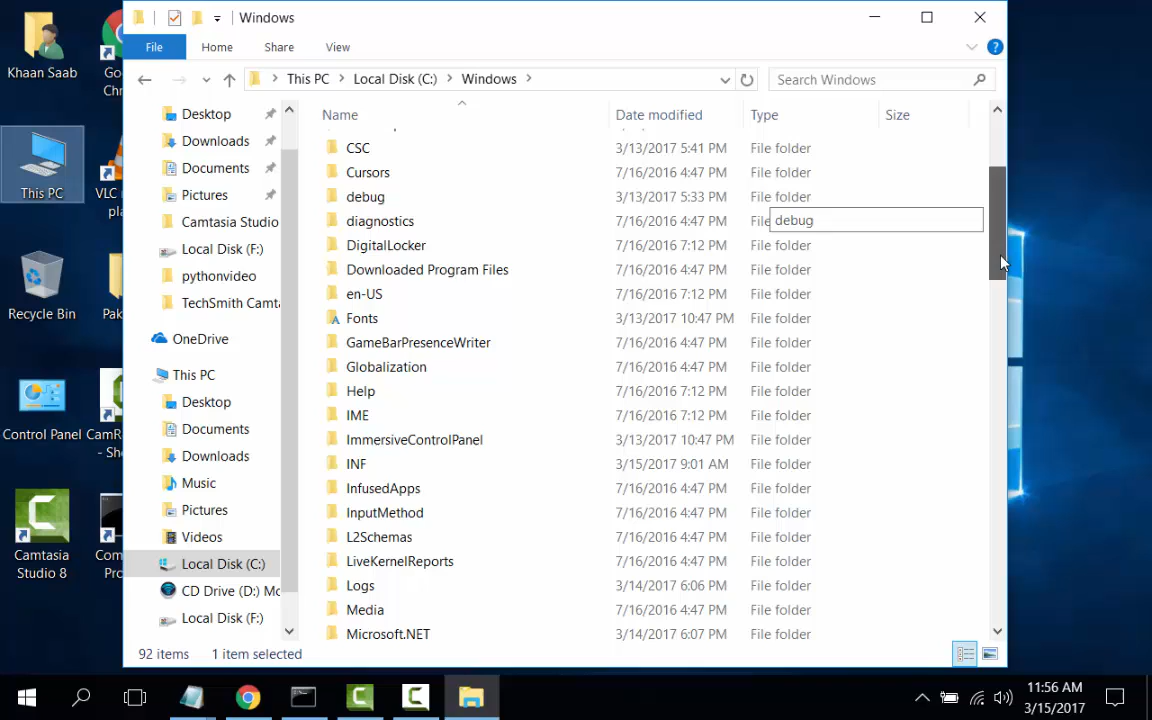 Windows
File Home Share View
This PC Local Disk (C:) Windows
Search Windows
Name Date modified Type Size
CSC 3/13/2017 5:41 PM File folder
Cursors 7/16/2016 4:47 PM File folder
debug 3/13/2017 5:33 PM File folder
diagnostics 7/16/2016 4:47 PM File
debug
DigitalLocker 7/16/2016 7:12 PM File folder
Downloaded Program Files 7/16/2016 4:47 PM File folder
en-US 7/16/2016 7:12 PM File folder
Fonts 3/13/2017 10:47 PM File folder
GameBarPresenceWriter 7/16/2016 4:47 PM File folder
Globalization 7/16/2016 4:47 PM File folder
Help 7/16/2016 7:12 PM File folder
IME 7/16/2016 7:12 PM File folder
ImmersiveControlPanel 3/13/2017 10:47 PM File folder
INF 3/15/2017 9:01 AM File folder
InfusedApps 7/16/2016 4:47 PM File folder
InputMethod 7/16/2016 4:47 PM File folder
L2Schemas 7/16/2016 4:47 PM File folder
LiveKernelReports 7/16/2016 4:47 PM File folder
Logs 3/14/2017 6:06 PM File folder
Media 7/16/2016 4:47 PM File folder
Microsoft.NET 3/14/2017 6:07 PM File folder
Desktop
Downloads
Documents
Pictures
Camtasia Studio
Local Disk (F:)
pythonvideo
TechSmith Camt
OneDrive
This PC
Desktop
Documents
Downloads
Music
Pictures
Videos
Local Disk (C:)
CD Drive (D:) Mc
Local Disk (F:)
92 items 1 item selected
Khaan Saab
Go
Chr
This PC
VLC
pla
Recycle Bin
Pak
Control Panel
CamR
- Sh
Camtasia
Studio 8
Com
Pro
11:56 AM
3/15/2017